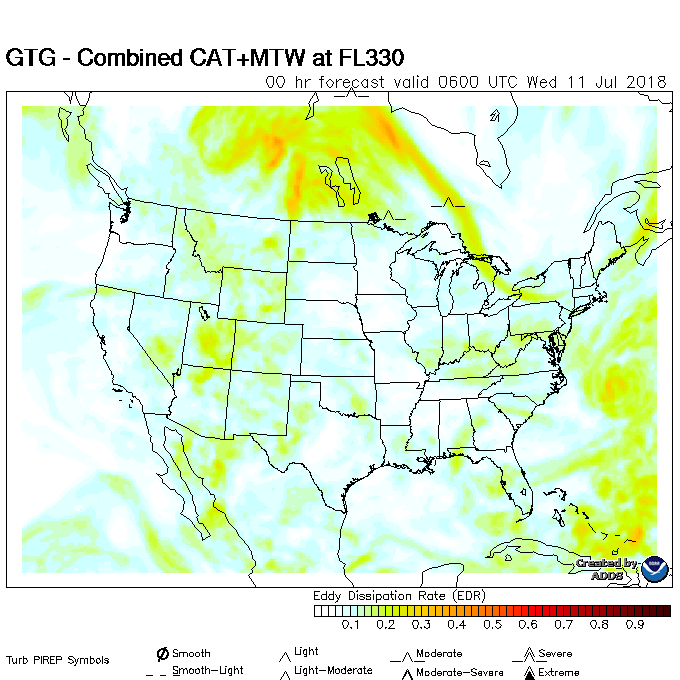 GTG - Combined CAT+MTW at FL330
00 hr forecast valid 0600 UTC Wed 11 Jul 2018
Created by
ADDS
Eddy Dissipation Rate (EDR)
0.1 0.2 0.3 0.4 0.5 0.6 0.7 0.8 0.9
Turb PIREP Symbols
Smooth Light Moderate Severe
Smooth-Light Light-Moderate Moderate-Severe Extreme